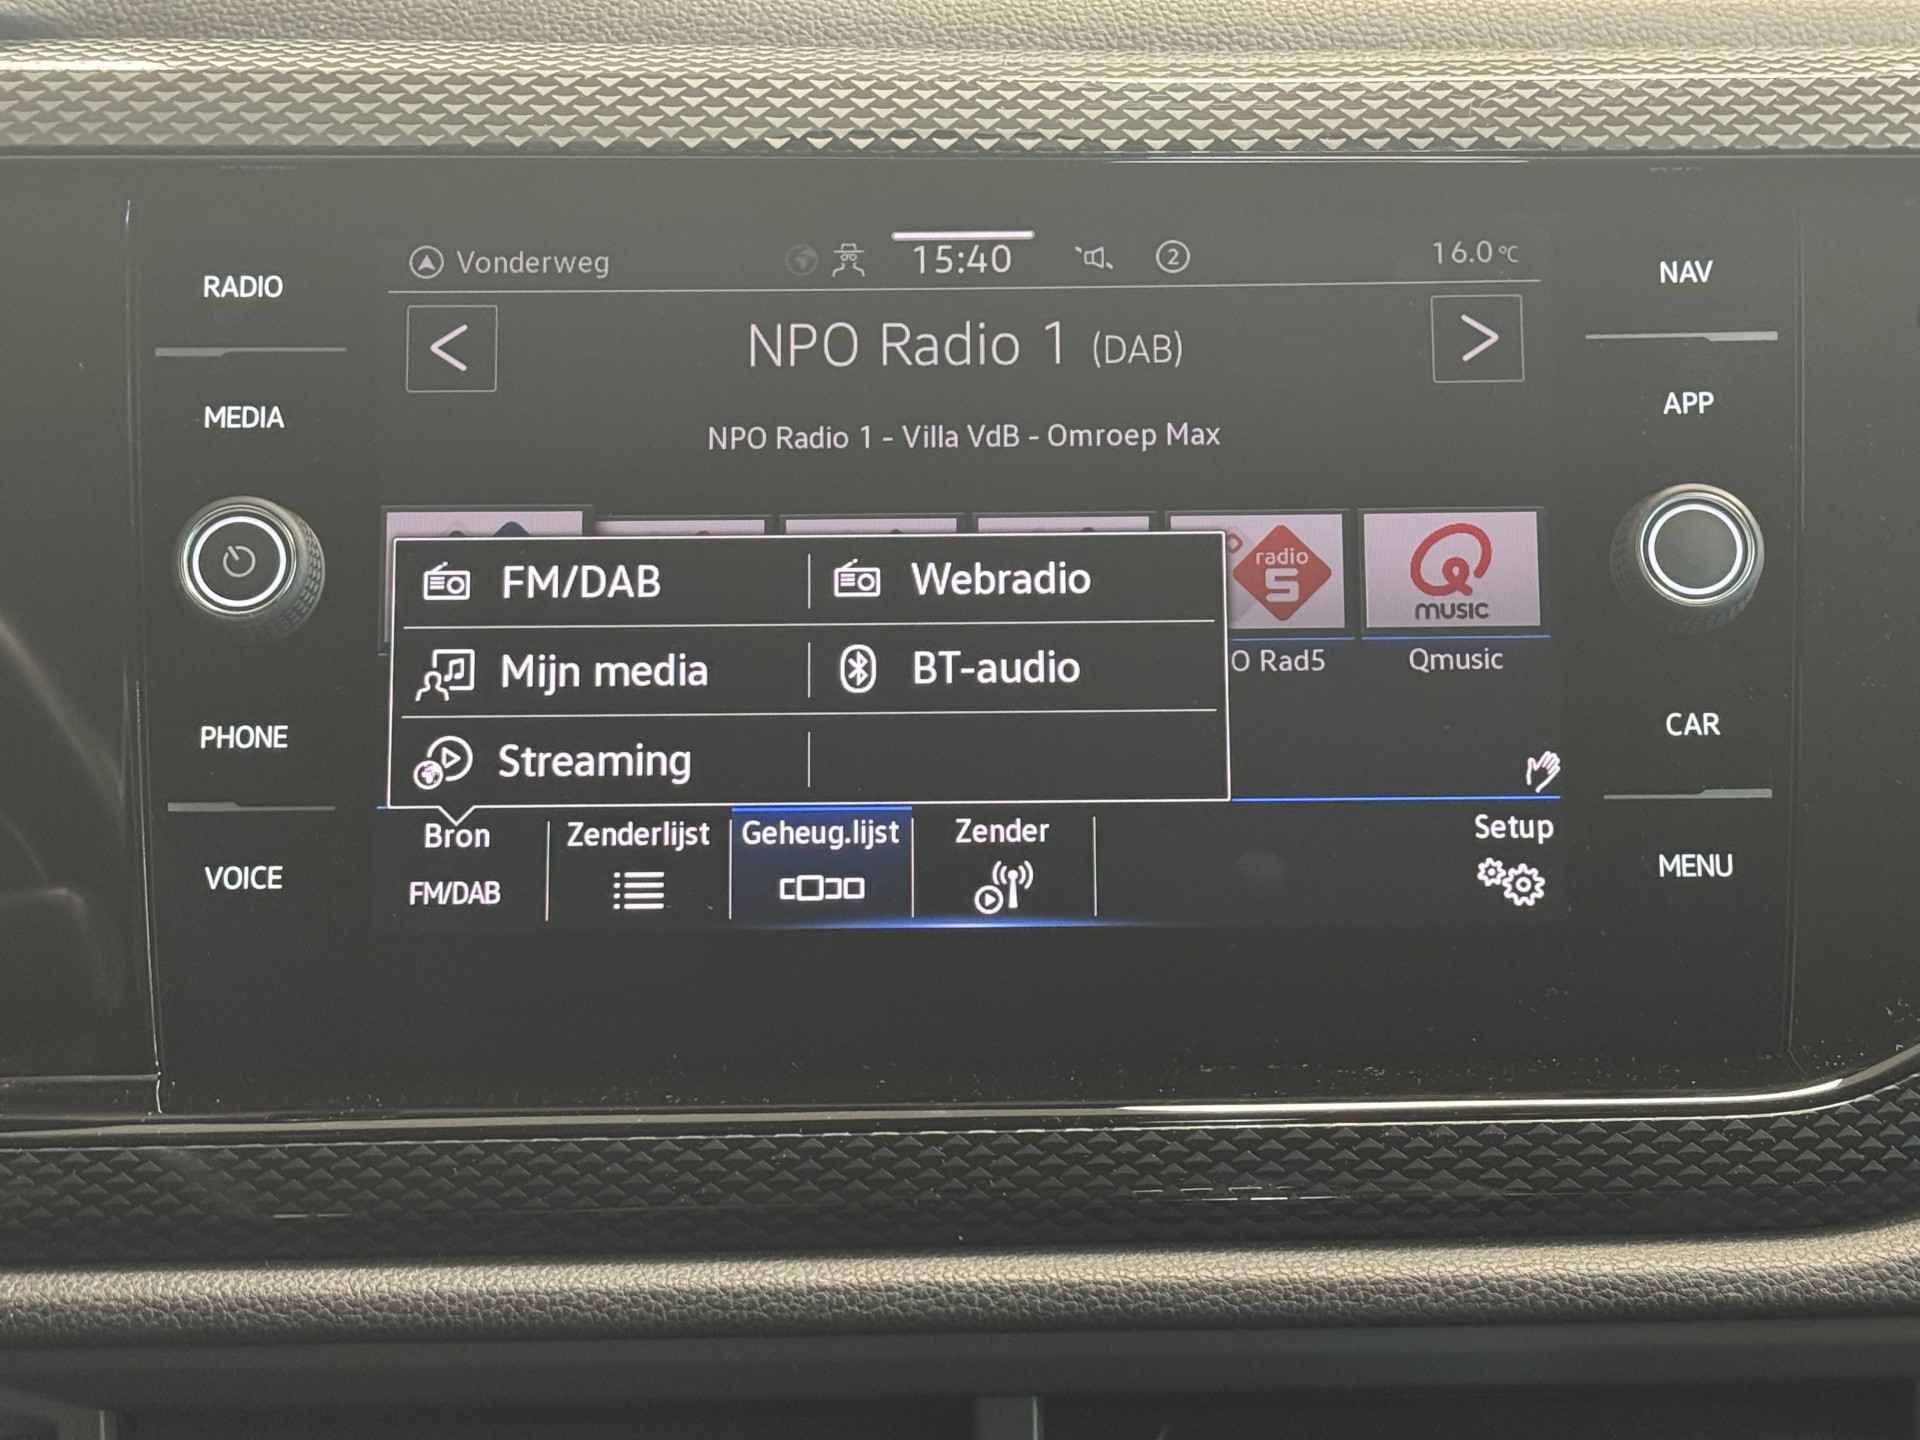 Vonderweg
15:40
2
16.0°C
RADIO
NAV
<
NPO Radio 1 (DAB)
>
MEDIA
APP
NPO Radio 1 - Villa VdB - Omroep Max
FM/DAB
Webradio
radio
5
Q
MUSIC
Mijn media
BT-audio
O Rad5
Qmusic
PHONE
CAR
Streaming
Bron
Zenderlijst
Geheug.lijst
Zender
Setup
VOICE
MENU
FM/DAB